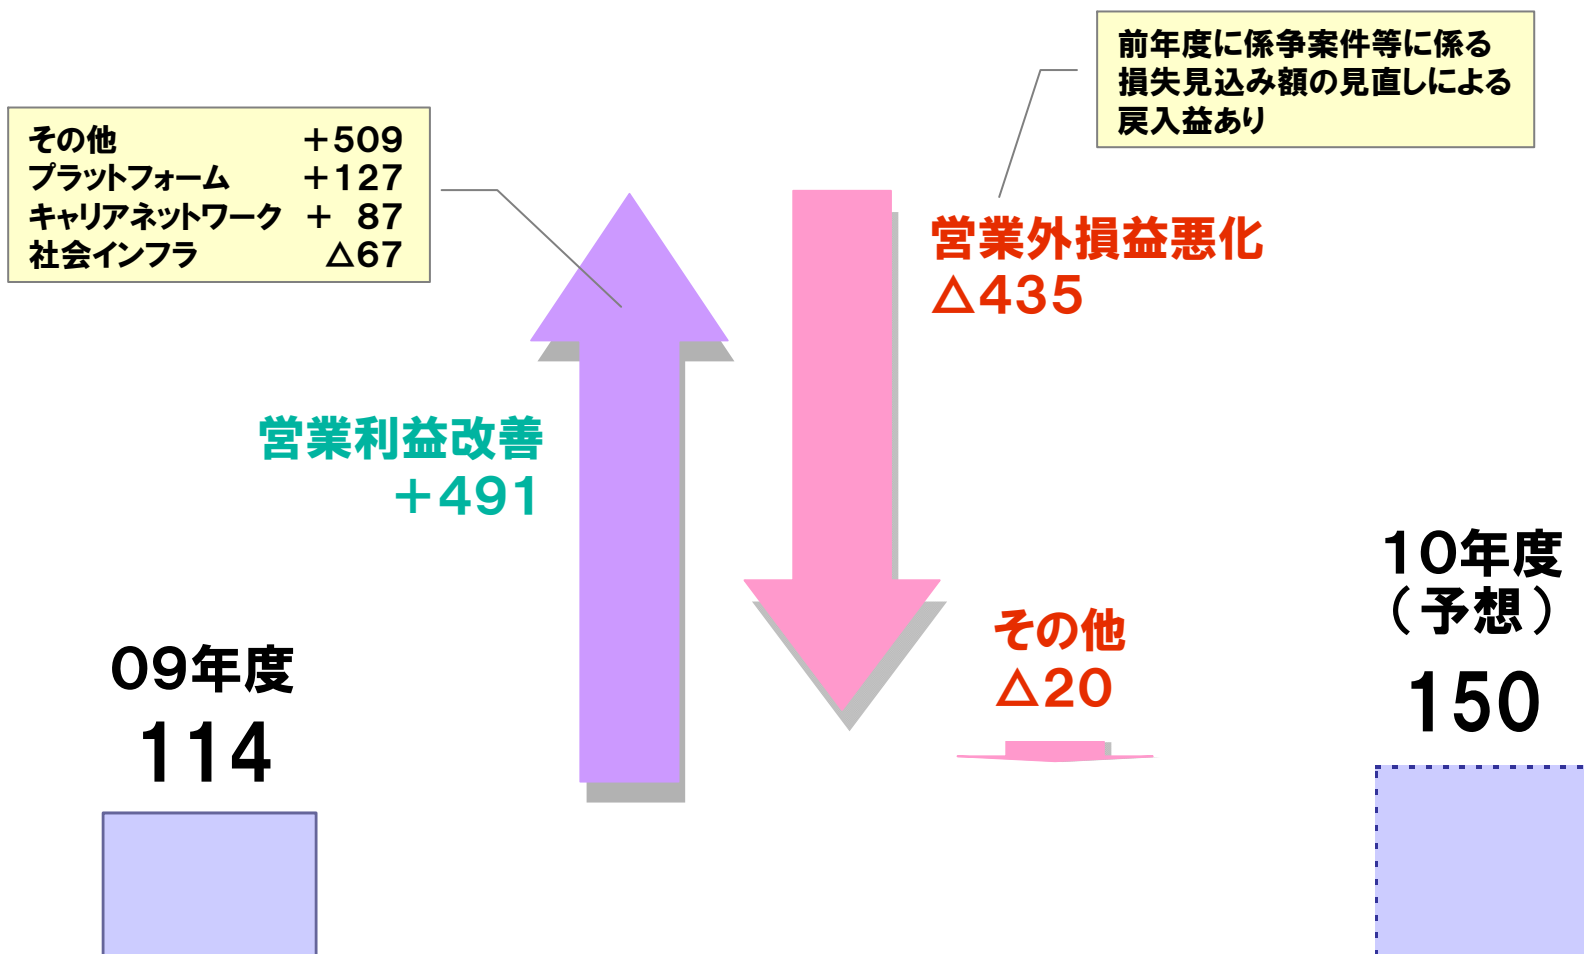 前年度に係争案件等に係る
損失見込み額の見直しによる
戻入益あり
その他 +509
プラットフォーム +127
キャリアネットワーク + 87
社会インフラ △67
営業外損益悪化
△435
営業利益改善
+491
その他
△20
10年度
（予想）
150
09年度
114